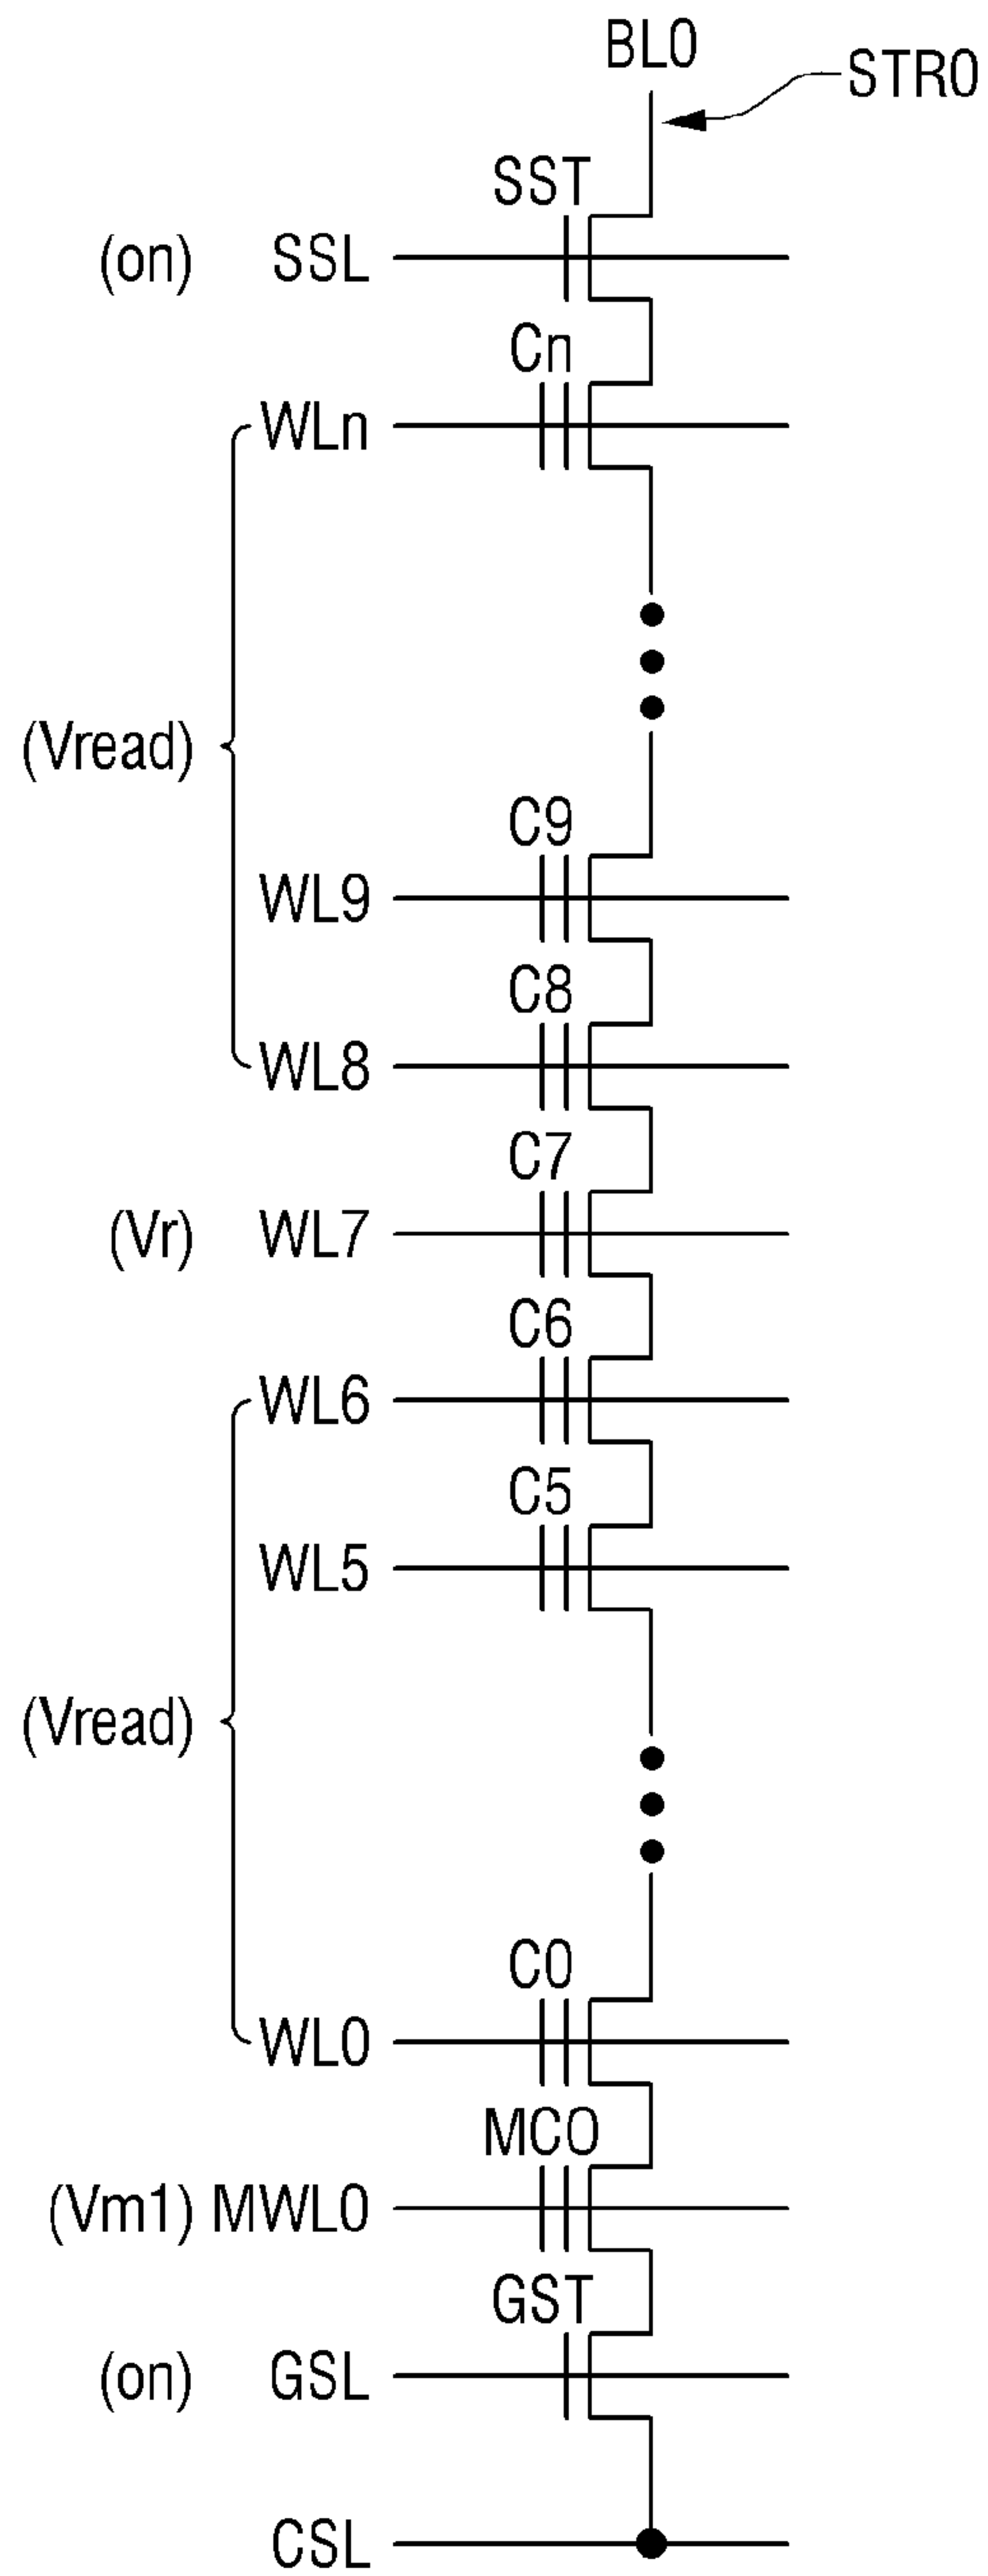 BL0
STR0
SST
(on) SSL
Cn
WLn
(Vread)
C9
WL9
C8
WL8
C7
(Vr) WL7
C6
WL6
C5
WL5
(Vread)
C0
WL0
MC0
(Vm1) MWL0
GST
(on) GSL
CSL